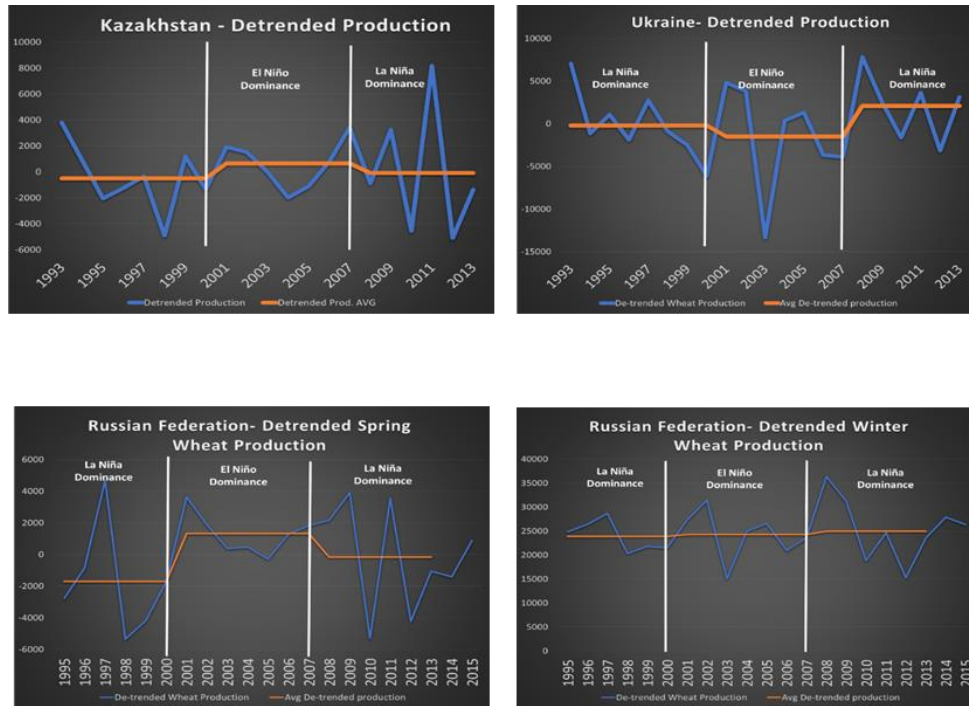 Kazakhstan - Detrended Production
10000
8000
6000
4000
2000
0
-2000
-4000
-6000
El Niño
Dominance
La Niña
Dominance
1993
1995
1997
1999
2001
2003
2005
2007
2009
2011
2013
Detrended Production
Detrended Prod. AVG
Ukraine- Detrended Production
10000
5000
0
-5000
-10000
-15000
La Niña
Dominance
El Niño
Dominance
La Niña
Dominance
1993
1995
1997
1999
2001
2003
2005
2007
2009
2011
2013
De-trended Wheat Production
Avg De-trended production
Russian Federation- Detrended Spring
Wheat Production
6000
4000
2000
0
-2000
-4000
-6000
La Niña
Dominance
El Niño
Dominance
La Niña
Dominance
1995
1996
1997
1998
1999
2000
2001
2002
2003
2004
2005
2006
2007
2008
2009
2010
2011
2012
2013
2014
2015
De-trended Wheat Production
Avg De-trended production
Russian Federation- Detrended Winter
Wheat Production
40000
35000
30000
25000
20000
15000
10000
5000
0
La Niña
Dominance
El Niño
Dominance
La Niña
Dominance
1995
1996
1997
1998
1999
2000
2001
2002
2003
2004
2005
2006
2007
2008
2009
2010
2011
2012
2013
2014
2015
De-trended Wheat Production
Avg De-trended production